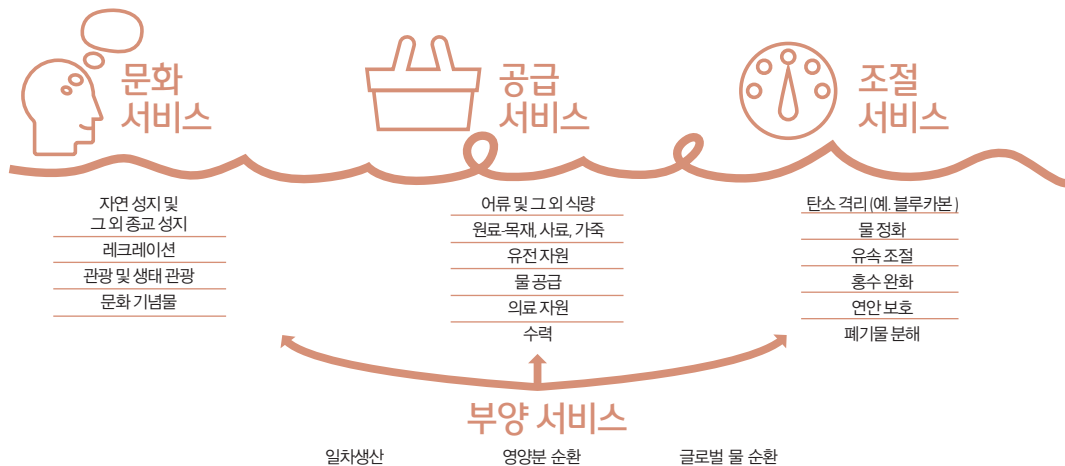 문화
서비스
공급
서비스
조절
서비스
자연 성지 및
그 외 종교 성지
레크레이션
관광 및 생태 관광
문화 기념물
어류 및 그 외 식량
원료-목재, 사료, 가죽
유전 자원
물 공급
의료 자원
수력
탄소 격리 (예. 블루카본)
물 정화
유속 조절
홍수 완화
연안 보호
폐기물 분해
부양 서비스
일차생산
영양분 순환
글로벌 물 순환